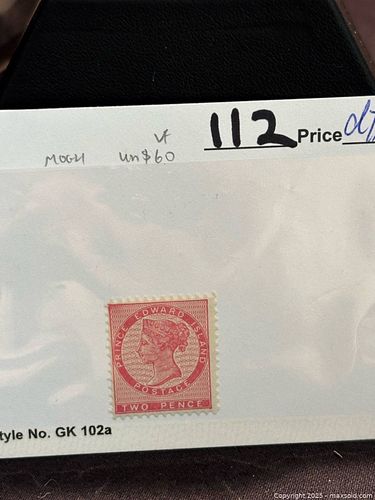 112 Price
VF
MOGH un $60
PRINCE EDWARD ISLAND
POSTAGE
TWO PENCE
tyle No. GK 102a
Copyright 2025 - maxsold.com